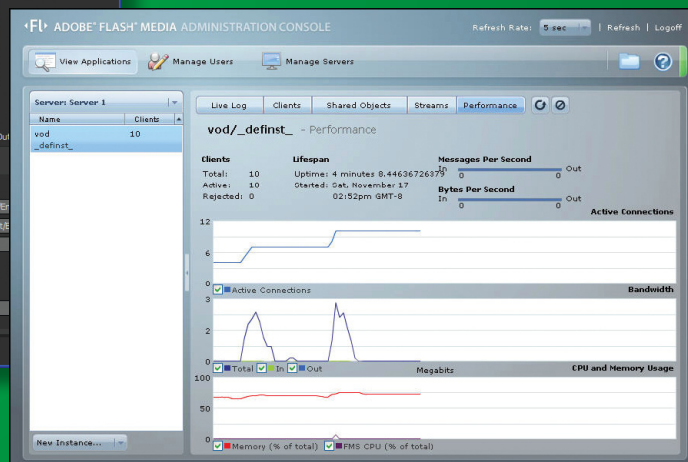 Fl ADOBE® FLASH® MEDIA ADMINISTRATION CONSOLE
Refresh Rate: 5 sec | Refresh | Logoff
View Applications Manage Users Manage Servers
Server: Server 1
Name Clients
vod 10
_definst_
New Instance...
Live Log Clients Shared Objects Streams Performance
vod/_definst_ - Performance
Clients
Total: 10
Active: 10
Rejected: 0
Lifespan
Uptime: 4 minutes 8.44636726379
Started: Sat, November 17
02:52pm GMT-8
Messages Per Second
In 0 0 Out
Bytes Per Second
In 0 0 Out
Active Connections
12
6
0
Active Connections
Bandwidth
3
2
0
Total In Out
Megabits
CPU and Memory Usage
100
50
0
Memory (% of total) FMS CPU (% of total)